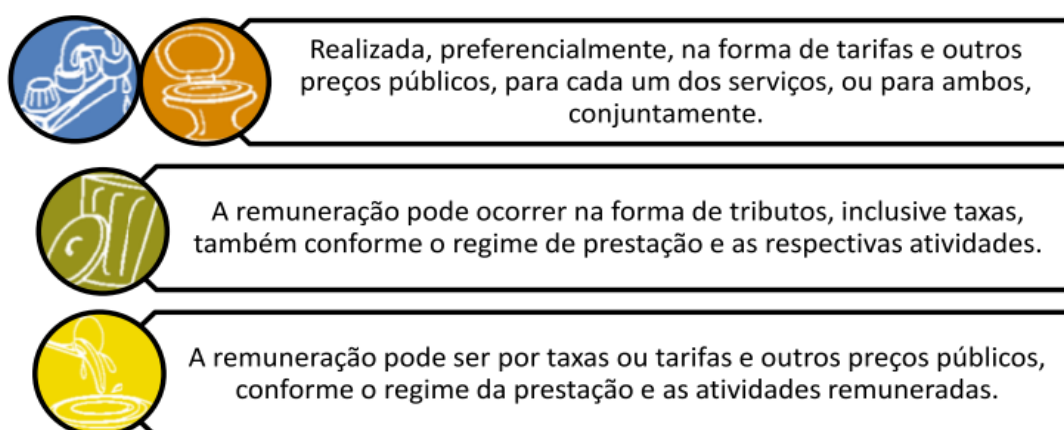 Realizada, preferencialmente, na forma de tarifas e outros
preços públicos, para cada um dos serviços, ou para ambos,
conjuntamente.
A remuneração pode ocorrer na forma de tributos, inclusive taxas,
também conforme o regime de prestação e as respectivas atividades.
A remuneração pode ser por taxas ou tarifas e outros preços públicos,
conforme o regime da prestação e as atividades remuneradas.